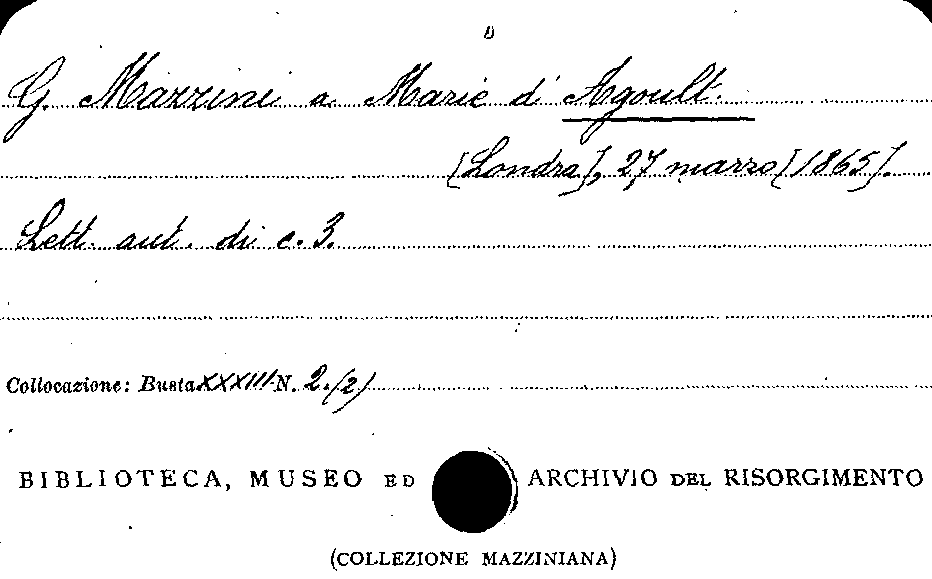 G. Mazzini a Marie d'Agoult.
[Londra], 27 marzo [1865].
Lett. aut. di c. 3.
Collocazione: Busta XXXIII N. 2. (2)
BIBLIOTECA, MUSEO ED ARCHIVIO DEL RISORGIMENTO
(COLLEZIONE MAZZINIANA)